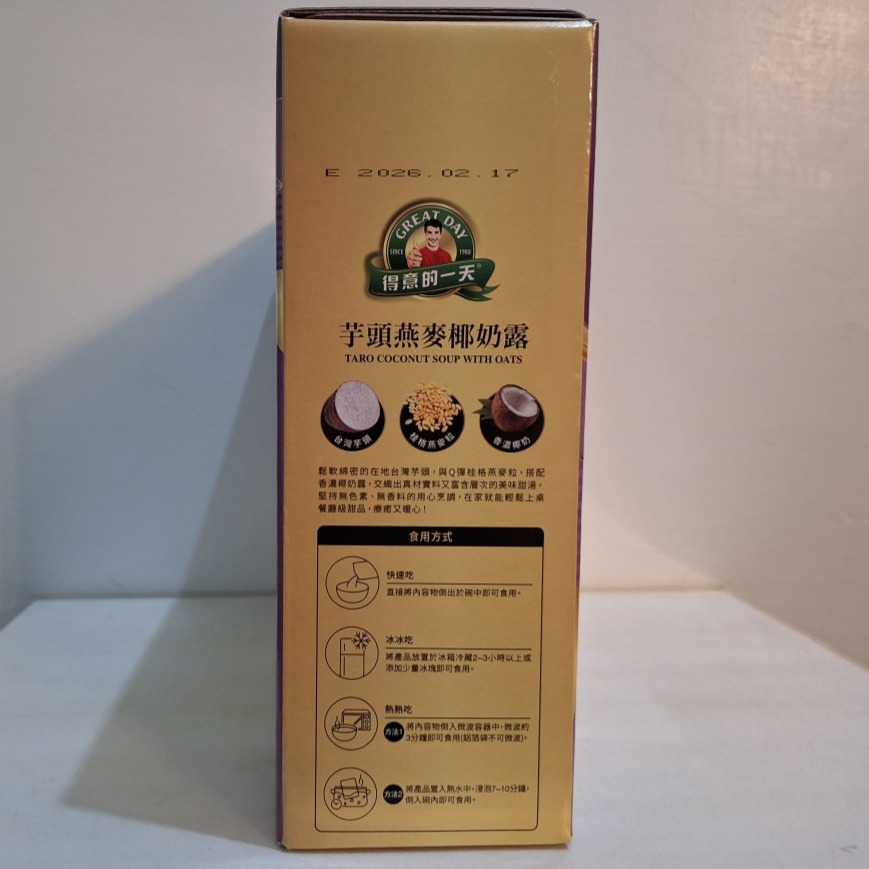 E 2026.02.17
GREAT DAY
SINCE 1988
得意的一天®
芋頭燕麥椰奶露
TARO COCONUT SOUP WITH OATS
台灣芋頭
桂格燕麥粒
香濃椰奶
鬆軟綿密的在地台灣芋頭，與Q彈桂格燕麥粒，搭配
香濃椰奶露，交織出真材實料又富含層次的美味甜湯。
堅持無色素、無香料的用心烹調，在家就能輕鬆上桌
餐廳級甜品，療癒又暖心！
食用方式
快速吃
直接將內容物倒出於碗中即可食用。
冰冰吃
將產品放置於冰箱冷藏2~3小時以上或
添加少量冰塊即可食用。
熱熱吃
方法1 將內容物倒入微波容器中，微波約
3分鐘即可食用(鋁箔袋不可微波)。
方法2 將產品置入熱水中，浸泡7~10分鐘，
倒入碗內即可食用。